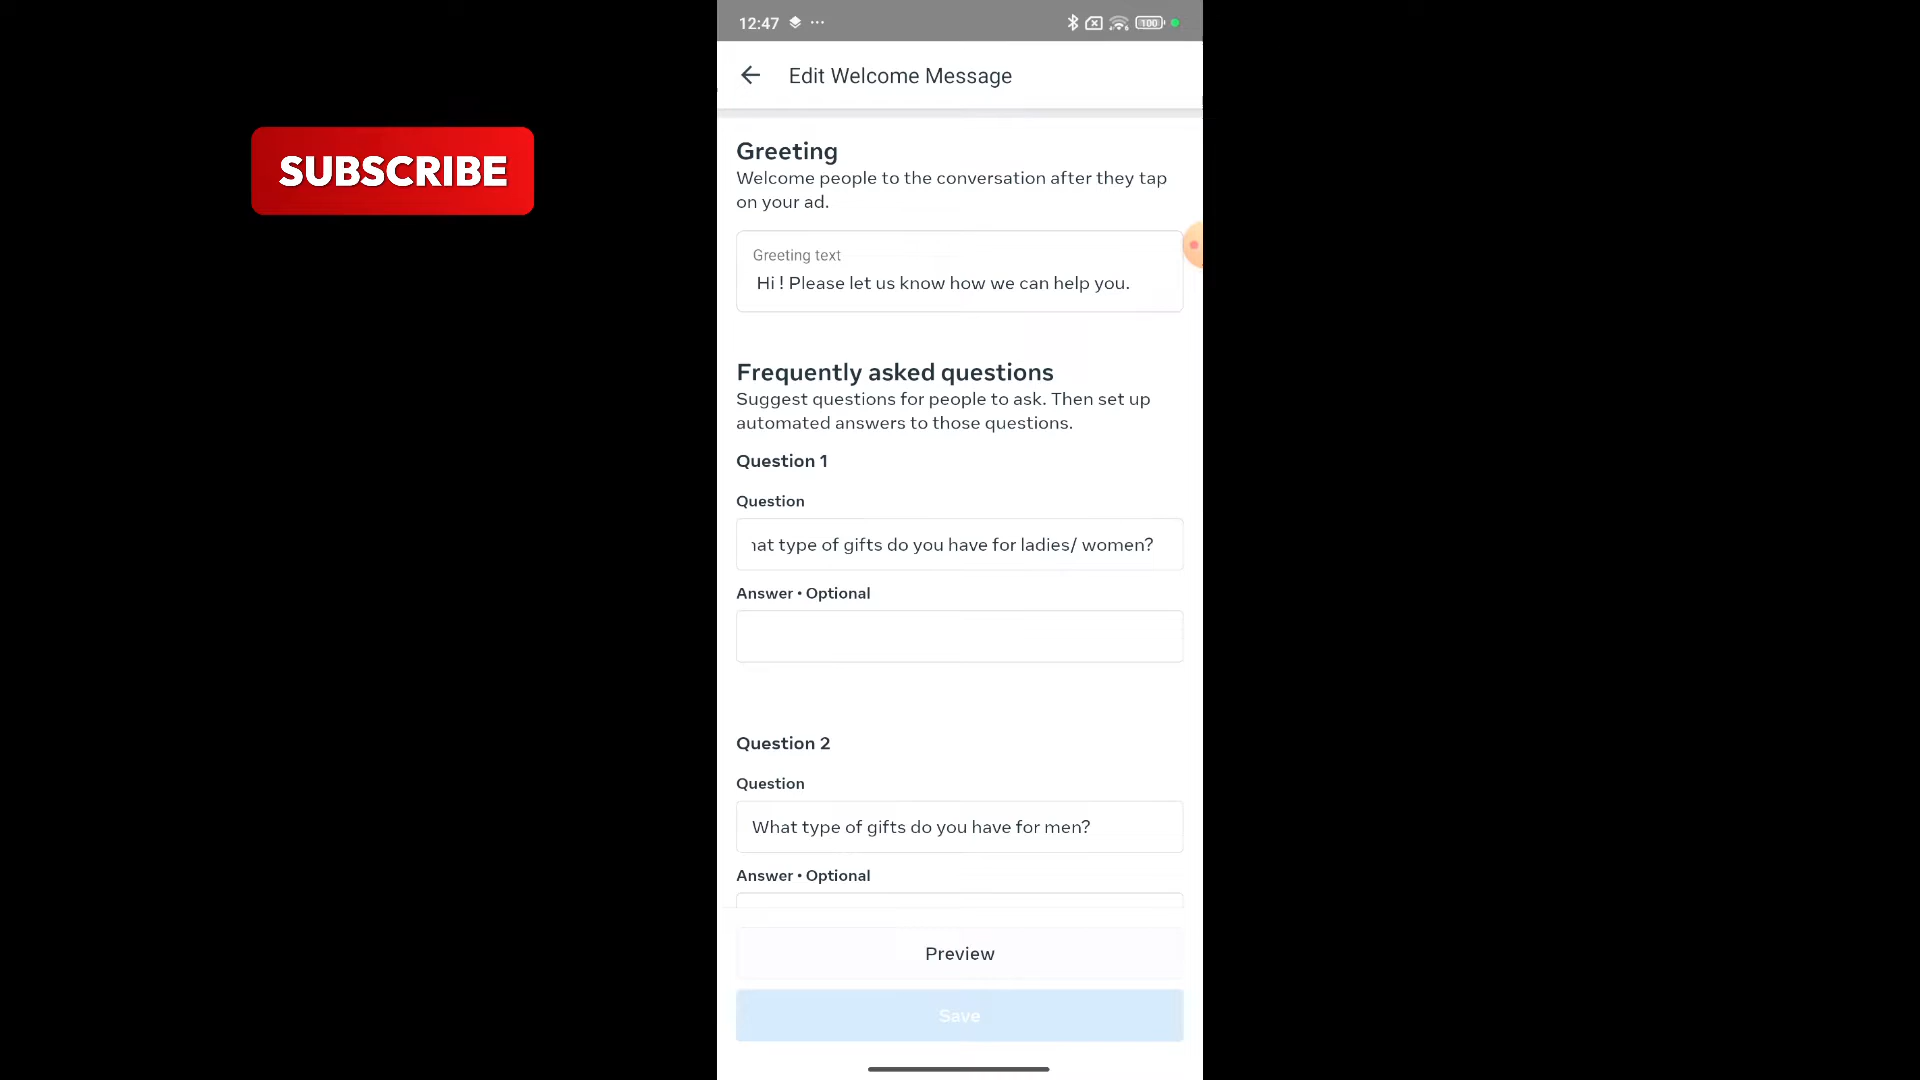 12:47
100
Edit Welcome Message
SUBSCRIBE
Greeting
Welcome people to the conversation after they tap
on your ad.
Greeting text
Hi ! Please let us know how we can help you.
Frequently asked questions
Suggest questions for people to ask. Then set up
automated answers to those questions.
Question 1
Question
type of gifts do you have for ladies/ women?
Answer • Optional
Question 2
Question
What type of gifts do you have for men?
Answer • Optional
Preview
Save